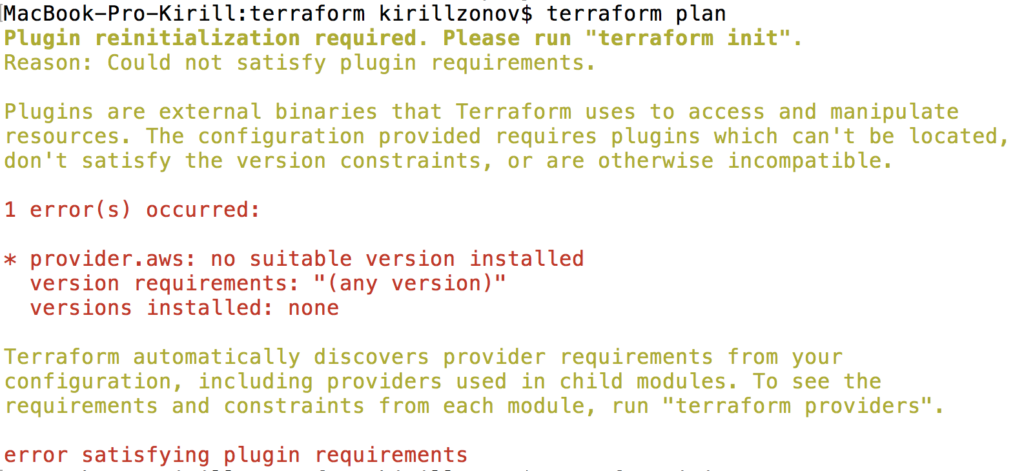 [MacBook-Pro-Kirill:terraform kirillzonov$ terraform plan
Plugin reinitialization required. Please run "terraform init".
Reason: Could not satisfy plugin requirements.
Plugins are external binaries that Terraform uses to access and manipulate
resources. The configuration provided requires plugins which can't be located,
don't satisfy the version constraints, or are otherwise incompatible.
1 error(s) occurred:
* provider.aws: no suitable version installed
version requirements: "(any version)"
versions installed: none
Terraform automatically discovers provider requirements from your
configuration, including providers used in child modules. To see the
requirements and constraints from each module, run "terraform providers".
error satisfying plugin requirements